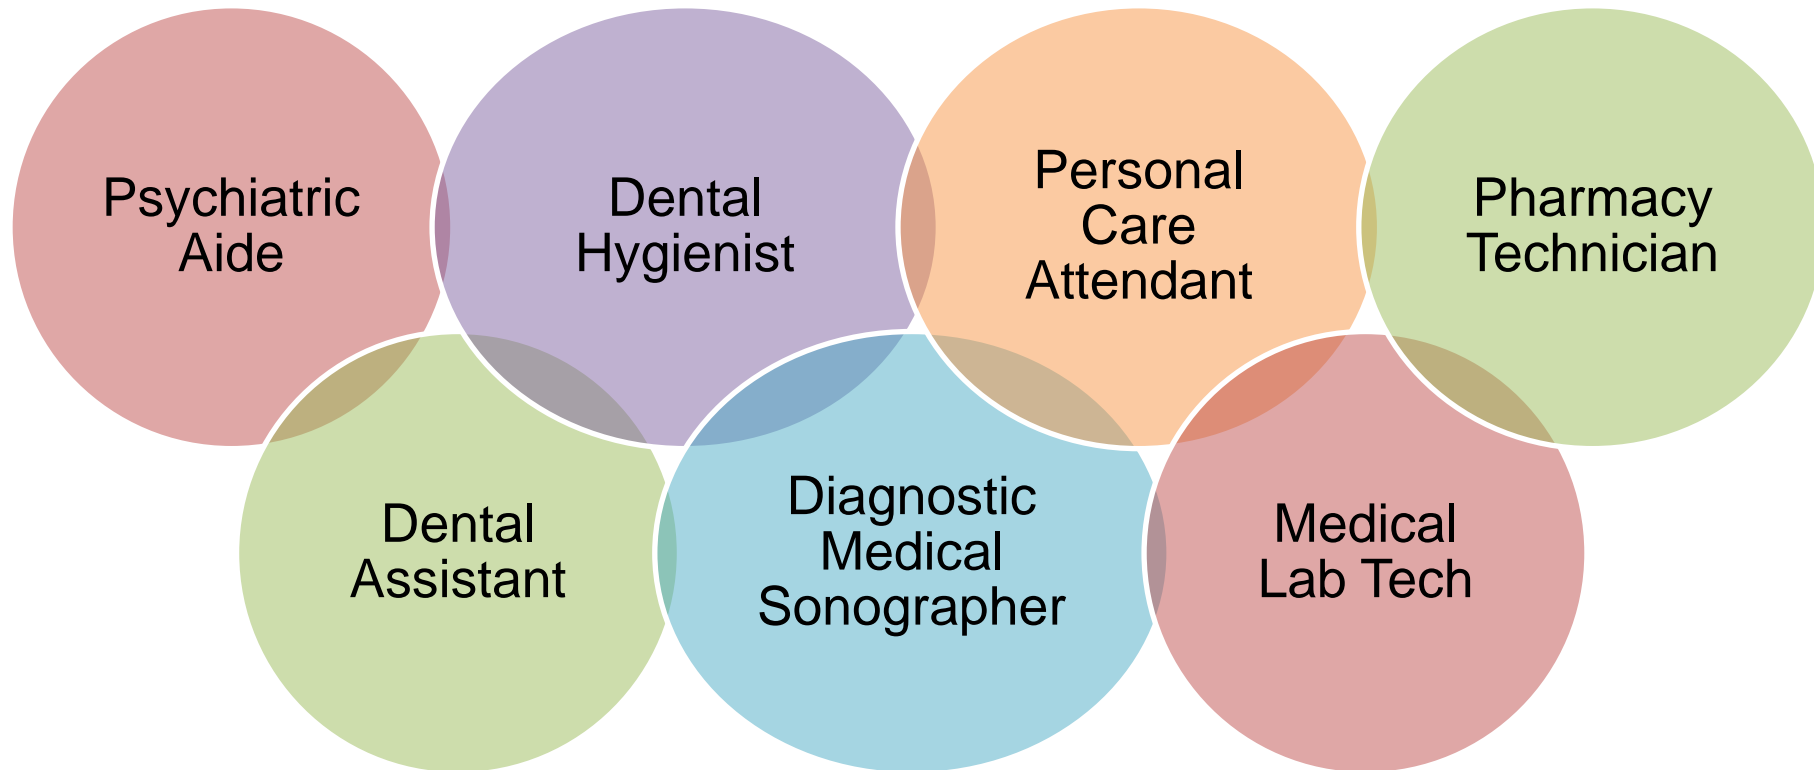 Psychiatric
Aide
Dental
Hygienist
Personal
Care
Attendant
Pharmacy
Technician
Dental
Assistant
Diagnostic
Medical
Sonographer
Medical
Lab Tech